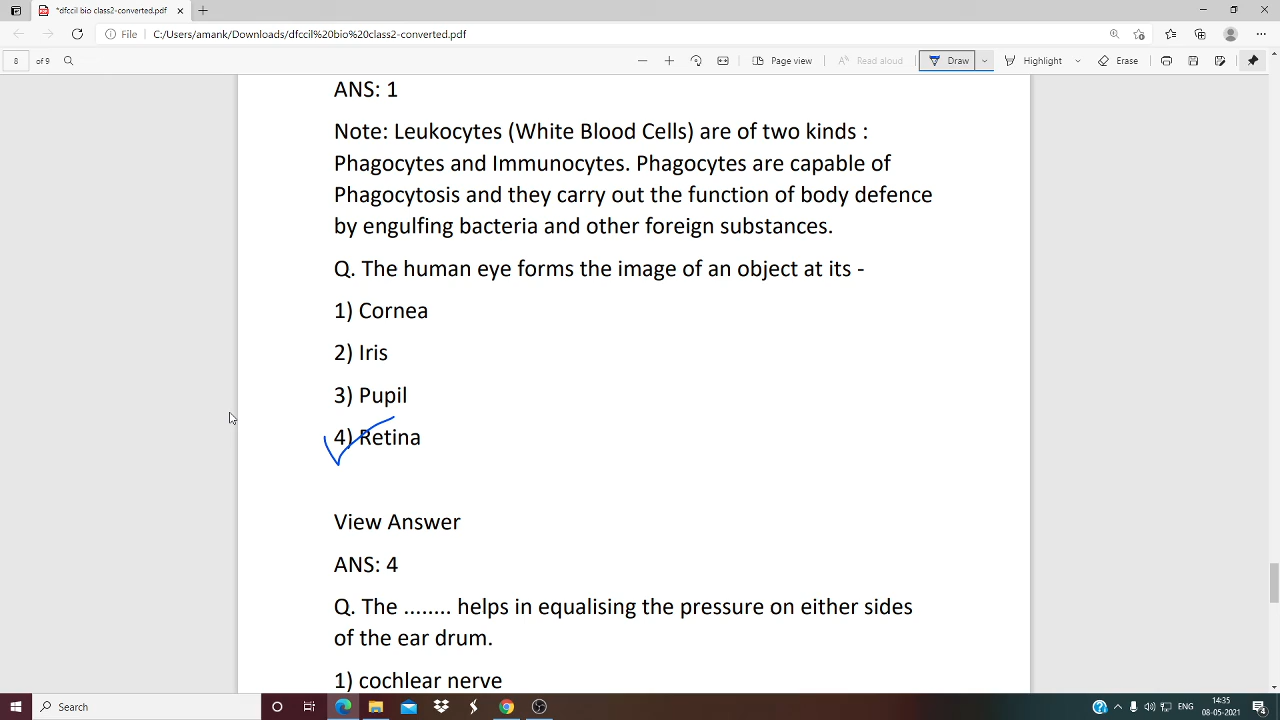 *dfccil bio class2-converted.pdf
File
C:/Users/amank/Downloads/dfccil%20bio%20class2-converted.pdf
8 of 9
Page view
Read aloud
Draw
Highlight
Erase
ANS: 1
Note: Leukocytes (White Blood Cells) are of two kinds :
Phagocytes and Immunocytes. Phagocytes are capable of
Phagocytosis and they carry out the function of body defence
by engulfing bacteria and other foreign substances.
Q. The human eye forms the image of an object at its -
1) Cornea
2) Iris
3) Pupil
4) Retina
View Answer
ANS: 4
Q. The ........ helps in equalising the pressure on either sides
of the ear drum.
1) cochlear nerve
Search
ENG
14:35
08-05-2021